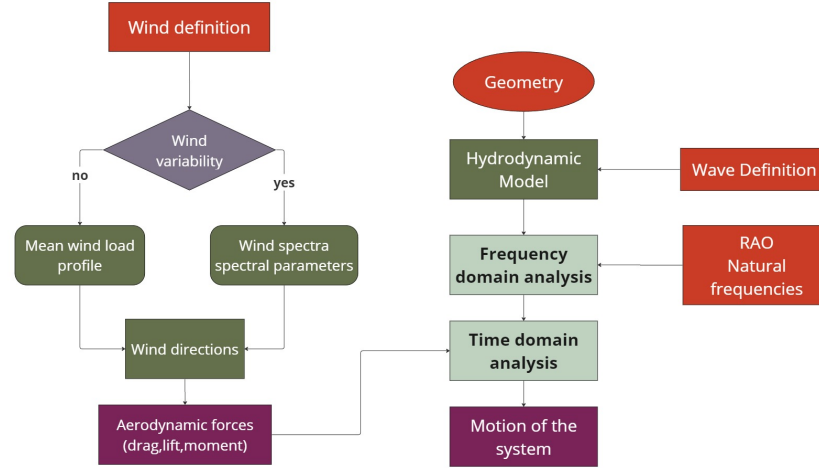 Wind definition
Wind
variability
no
yes
Mean wind load
profile
Wind spectra
spectral parameters
Wind directions
Aerodynamic forces
(drag,lift,moment)
Geometry
Hydrodynamic
Model
Wave Definition
Frequency
domain analysis
RAO
Natural
frequencies
Time domain
analysis
Motion of the
system